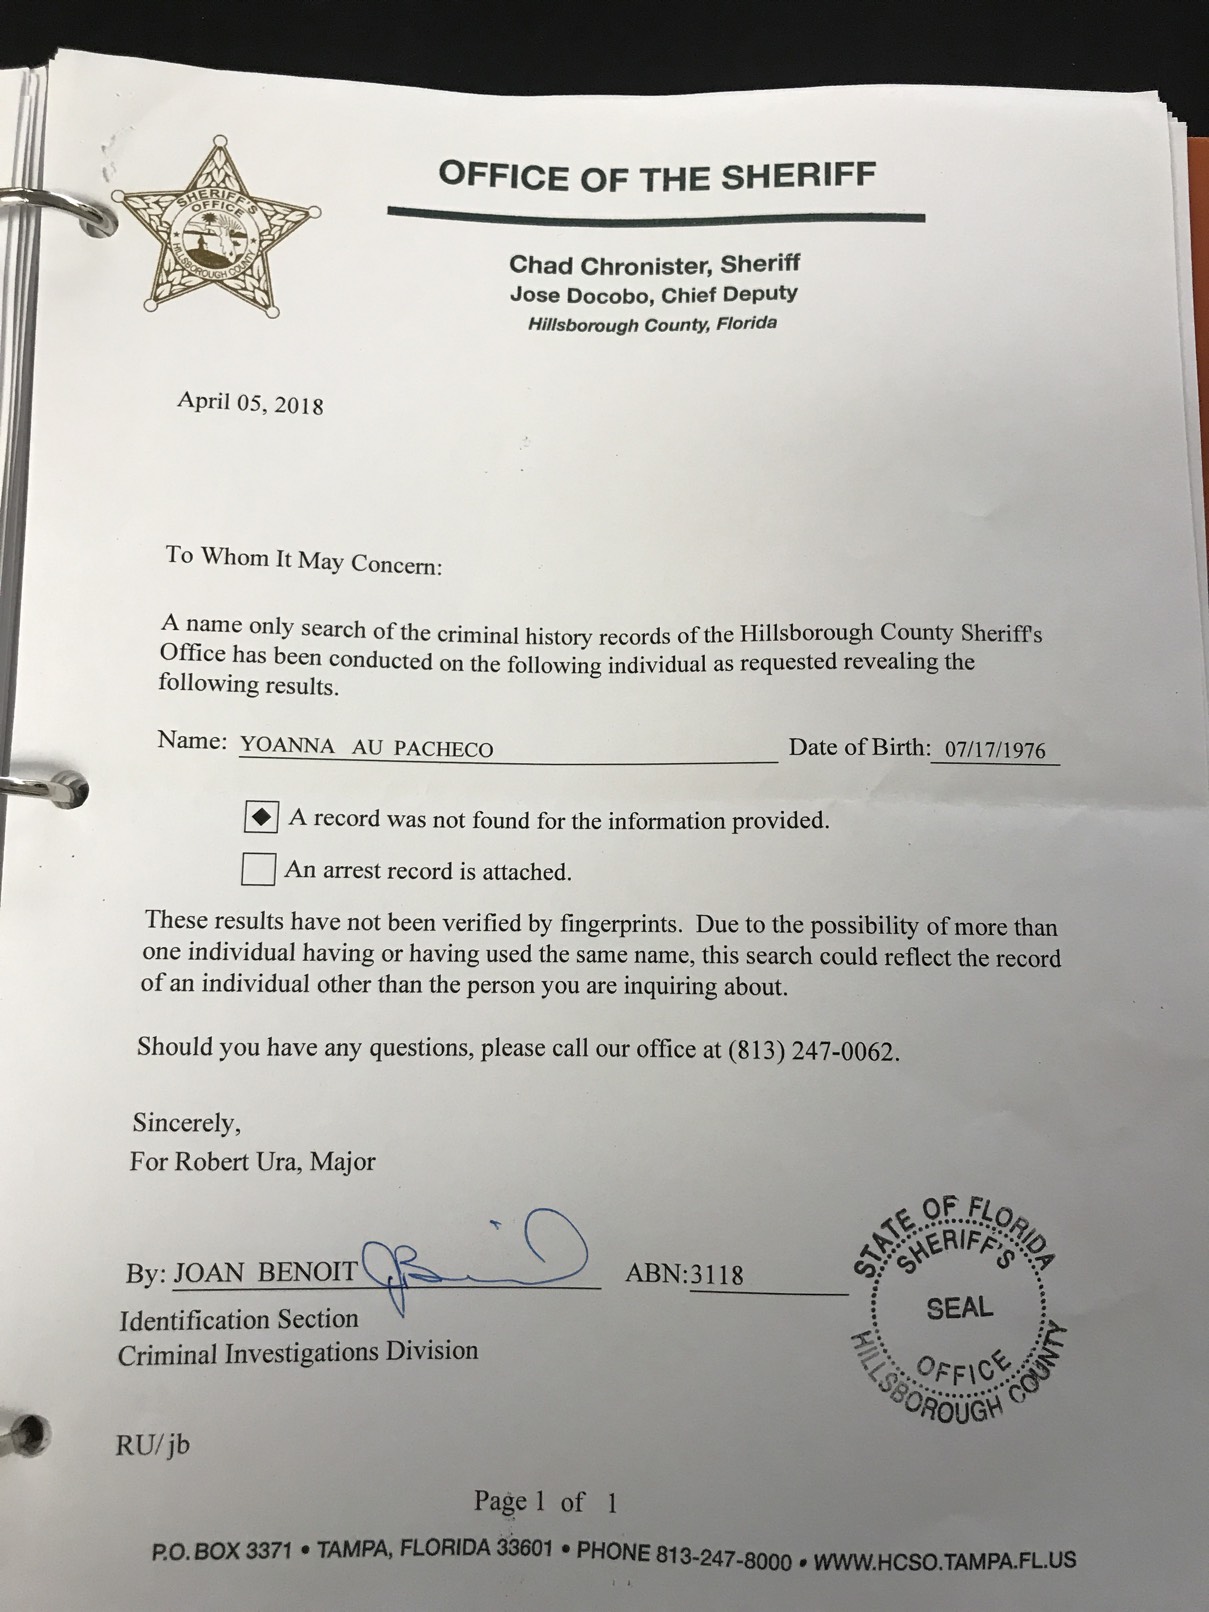 SHERIFF'S
OFFICE
HILLSBOROUGH COUNTY
OFFICE OF THE SHERIFF
Chad Chronister, Sheriff
Jose Docobo, Chief Deputy
Hillsborough County, Florida
April 05, 2018
To Whom It May Concern:
A name only search of the criminal history records of the Hillsborough County Sheriff's
Office has been conducted on the following individual as requested revealing the
following results.
Name: YOANNA AU PACHECO Date of Birth: 07/17/1976
A record was not found for the information provided.
An arrest record is attached.
These results have not been verified by fingerprints. Due to the possibility of more than
one individual having or having used the same name, this search could reflect the record
of an individual other than the person you are inquiring about.
Should you have any questions, please call our office at (813) 247-0062.
Sincerely,
For Robert Ura, Major
By: JOAN BENOIT ABN:3118
Identification Section
Criminal Investigations Division
STATE OF FLORIDA
SHERIFF'S
SEAL
OFFICE
HILLSBOROUGH COUNTY
RU/jb
Page 1 of 1
P.O. BOX 3371 • TAMPA, FLORIDA 33601 • PHONE 813-247-8000 • WWW.HCSO.TAMPA.FL.US